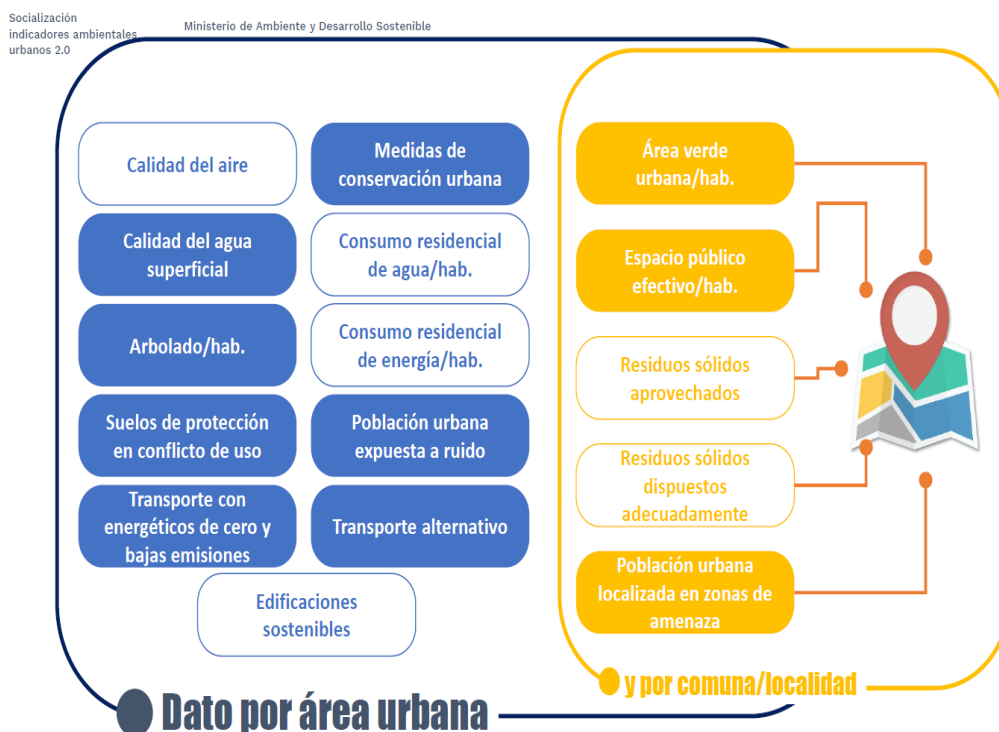 Socialización
indicadores ambientales
urbanos 2.0
Ministerio de Ambiente y Desarrollo Sostenible
Calidad del aire
Medidas de
conservación urbana
Calidad del agua
superficial
Consumo residencial
de agua/hab.
Arbolado/hab.
Consumo residencial
de energía/hab.
Suelos de protección
en conflicto de uso
Población urbana
expuesta a ruido
Transporte con
energéticos de cero y
bajas emisiones
Transporte alternativo
Edificaciones
sostenibles
Dato por área urbana
Área verde
urbana/hab.
Espacio público
efectivo/hab.
Residuos sólidos
aprovechados
Residuos sólidos
dispuestos
adecuadamente
Población urbana
localizada en zonas de
amenaza
y por comuna/localidad